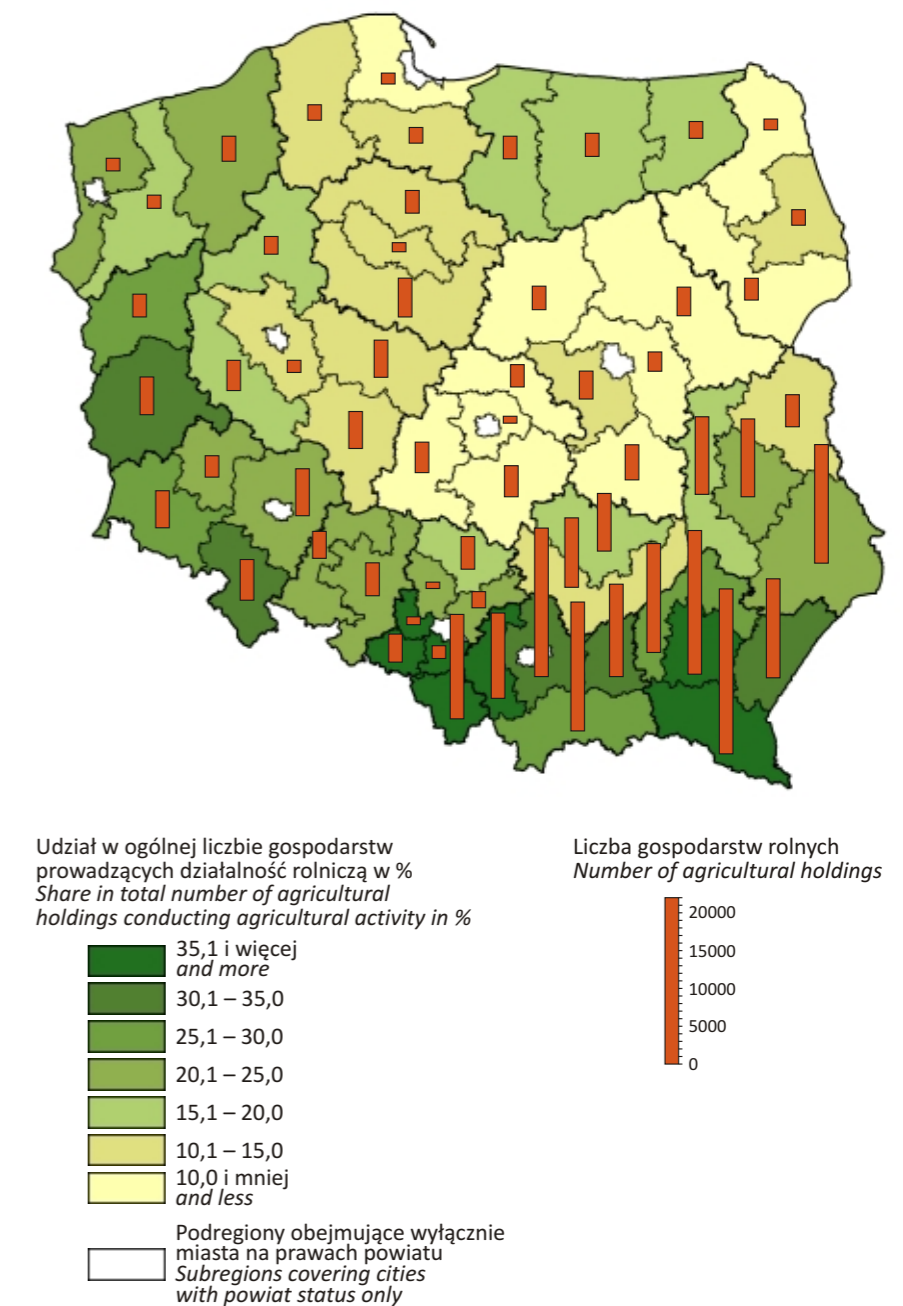 Udział w ogólnej liczbie gospodarstw
prowadzących działalność rolniczą w %
Share in total number of agricultural
holdings conducting agricultural activity in %
35,1 i więcej
and more
30,1 – 35,0
25,1 – 30,0
20,1 – 25,0
15,1 – 20,0
10,1 – 15,0
10,0 i mniej
and less
Podregiony obejmujące wyłącznie
miasta na prawach powiatu
Subregions covering cities
with powiat status only
Liczba gospodarstw rolnych
Number of agricultural holdings
20000
15000
10000
5000
0